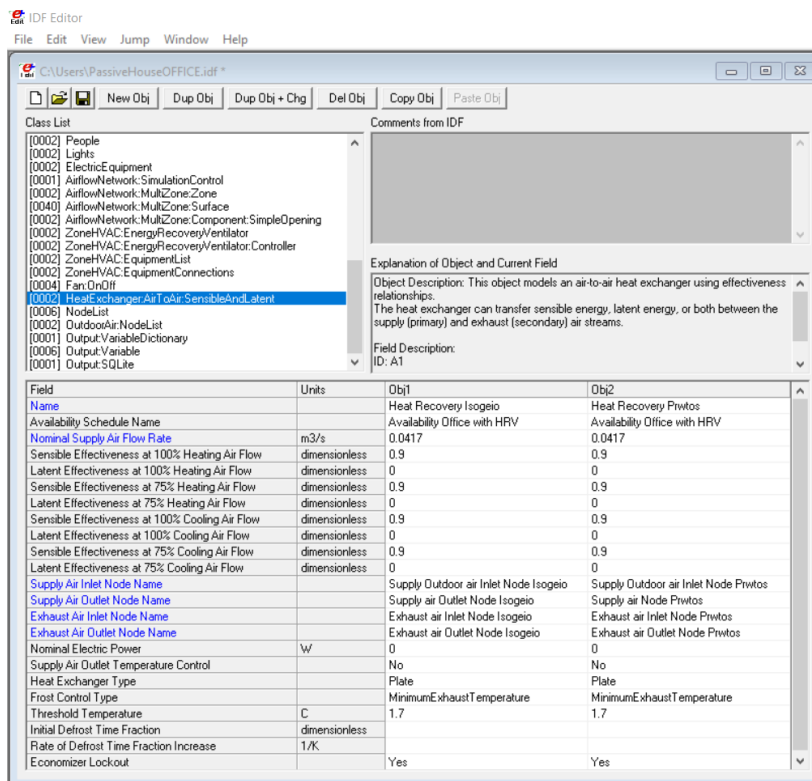 IDF Editor
File Edit View Jump Window Help
C:\Users\PassiveHouseOFFICE.idf *
New Obj Dup Obj Dup Obj + Chg Del Obj Copy Obj Paste Obj
Class List Comments from IDF
[0002] People
[0002] Lights
[0002] ElectricEquipment
[0001] AirflowNetwork:SimulationControl
[0002] AirflowNetwork:MultiZone:Zone
[0040] AirflowNetwork:MultiZone:Surface
[0002] AirflowNetwork:MultiZone:Component:SimpleOpening
[0002] ZoneHVAC:EnergyRecoveryVentilator
[0002] ZoneHVAC:EnergyRecoveryVentilator:Controller
[0002] ZoneHVAC:EquipmentList
[0002] ZoneHVAC:EquipmentConnections
[0004] Fan:OnOff
[0002] HeatExchanger:AirToAir:SensibleAndLatent
[0006] NodeList
[0002] OutdoorAir:NodeList
[0001] Output:VariableDictionary
[0006] Output:Variable
[0001] Output:SQLite
Explanation of Object and Current Field
Object Description: This object models an air-to-air heat exchanger using effectiveness
relationships.
The heat exchanger can transfer sensible energy, latent energy, or both between the
supply (primary) and exhaust (secondary) air streams.
Field Description:
ID: A1
Field Units Obj1 Obj2
Name Heat Recovery Isogeio Heat Recovery Prwtos
Availability Schedule Name Availability Office with HRV Availability Office with HRV
Nominal Supply Air Flow Rate m3/s 0.0417 0.0417
Sensible Effectiveness at 100% Heating Air Flow dimensionless 0.9 0.9
Latent Effectiveness at 100% Heating Air Flow dimensionless 0 0
Sensible Effectiveness at 75% Heating Air Flow dimensionless 0.9 0.9
Latent Effectiveness at 75% Heating Air Flow dimensionless 0 0
Sensible Effectiveness at 100% Cooling Air Flow dimensionless 0.9 0.9
Latent Effectiveness at 100% Cooling Air Flow dimensionless 0 0
Sensible Effectiveness at 75% Cooling Air Flow dimensionless 0.9 0.9
Latent Effectiveness at 75% Cooling Air Flow dimensionless 0 0
Supply Air Inlet Node Name Supply Outdoor air Inlet Node Isogeio Supply Outdoor air Inlet Node Prwtos
Supply Air Outlet Node Name Supply air Outlet Node Isogeio Supply air Node Prwtos
Exhaust Air Inlet Node Name Exhaust air Inlet Node Isogeio Exhaust air Inlet Node Prwtos
Exhaust Air Outlet Node Name Exhaust air Outlet Node Isogeio Exhaust air Outlet Node Prwtos
Nominal Electric Power W 0 0
Supply Air Outlet Temperature Control No No
Heat Exchanger Type Plate Plate
Frost Control Type MinimumExhaustTemperature MinimumExhaustTemperature
Threshold Temperature C 1.7 1.7
Initial Defrost Time Fraction dimensionless
Rate of Defrost Time Fraction Increase 1/K
Economizer Lockout Yes Yes